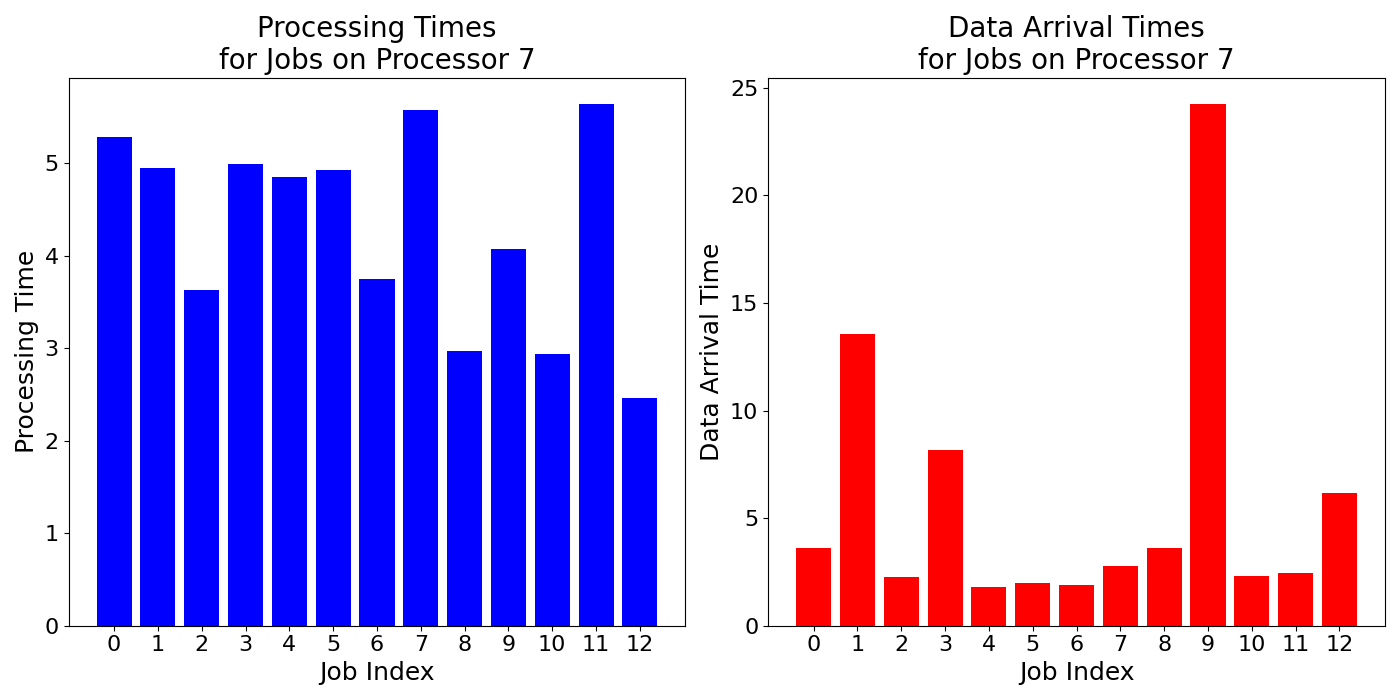 Processing Times
for Jobs on Processor 7
Processing Time
5
4
3
2
1
0
0 1 2 3 4 5 6 7 8 9 10 11 12
Job Index
Data Arrival Times
for Jobs on Processor 7
Data Arrival Time
25
20
15
10
5
0
0 1 2 3 4 5 6 7 8 9 10 11 12
Job Index